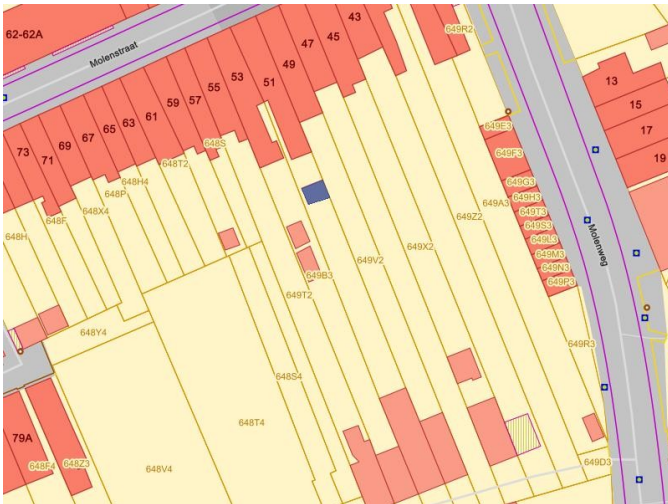 43
649R2
62-62A
47
45
Molenstraat
49
53
51
55
57
59
61
63
65
67
69
71
73
13
15
17
19
649E3
649F3
648S
648T2
648H4
648P
648X4
648F
648H
649G3
649H3
649A3
649T3
649S3
649L3
649M3
649N3
649P3
649Z2
649X2
649V2
Molenweg
649B3
649T2
648Y4
649R3
648S4
648T4
79A
648F4
648Z3
648V4
649D3